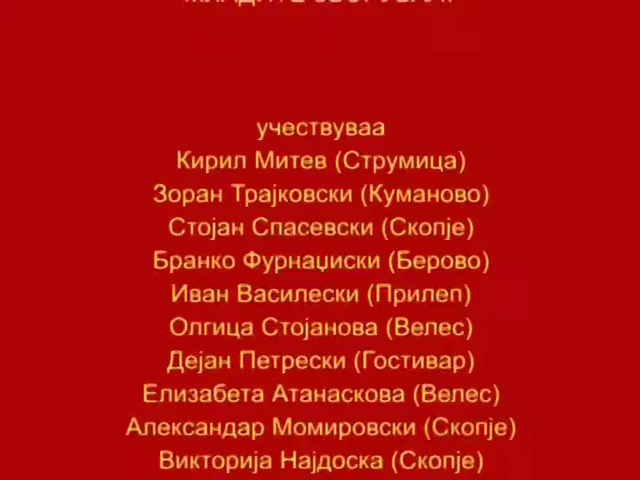 учествуваа
Кирил Митев (Струмица)
Зоран Трајковски (Куманово)
Стојан Спасевски (Скопје)
Бранко Фурнаџиски (Берово)
Иван Василески (Прилеп)
Олгица Стојанова (Велес)
Дејан Петрески (Гостивар)
Елизабета Атанаскова (Велес)
Александар Момировски (Скопје)
Викторија Најдоска (Скопје)